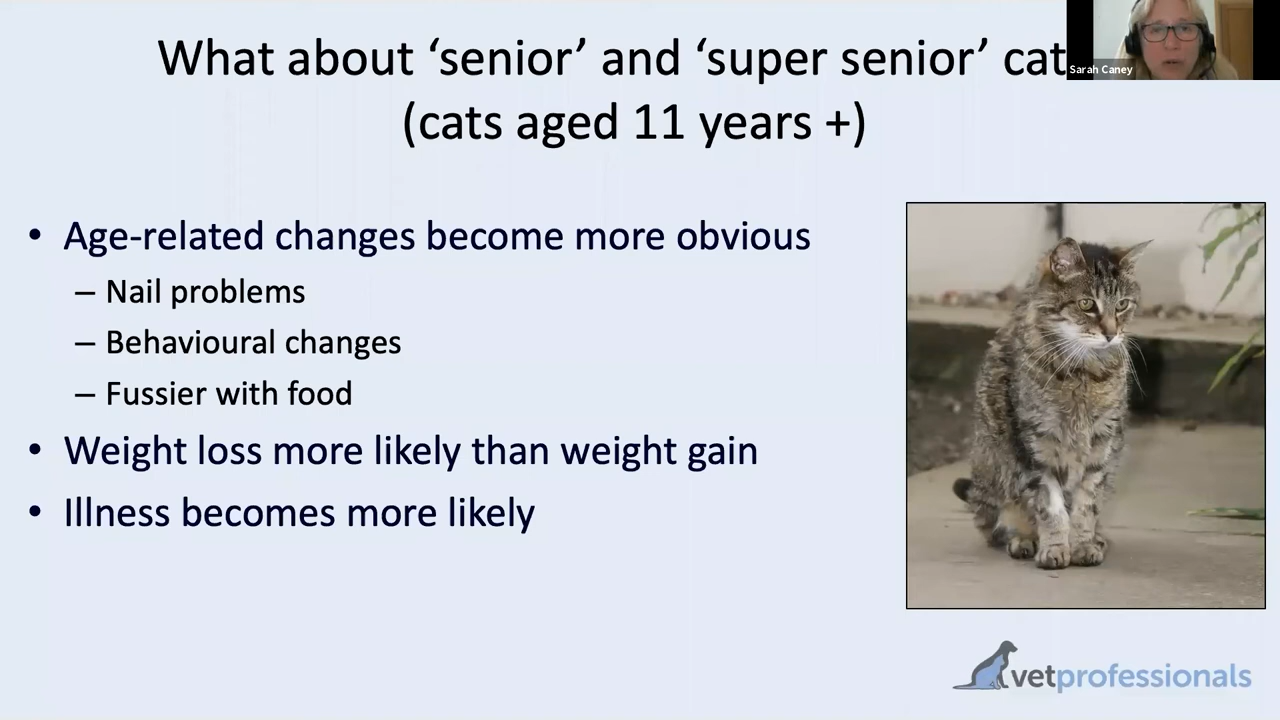 What about ‘senior’ and ‘super senior’ cat
(cats aged 11 years +)
Sarah Caney
• Age-related changes become more obvious
– Nail problems
– Behavioural changes
– Fussier with food
• Weight loss more likely than weight gain
• Illness becomes more likely
vetprofessionals